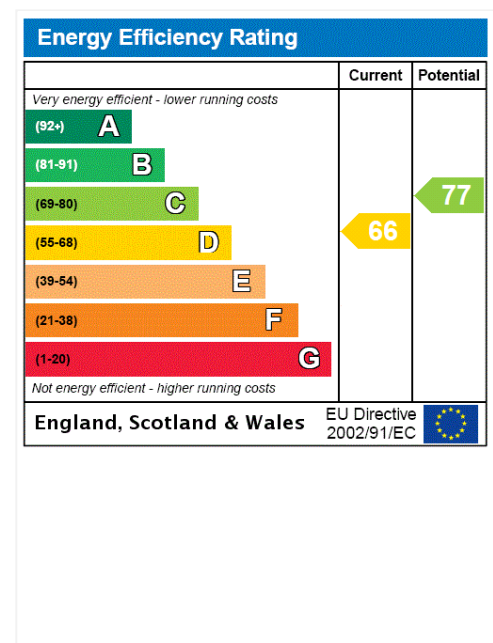 Energy Efficiency Rating
Current Potential
Very energy efficient - lower running costs
(92+) A
(81-91) B
(69-80) C
77
(55-68) D
66
(39-54) E
(21-38) F
(1-20) G
Not energy efficient - higher running costs
England, Scotland & Wales
EU Directive
2002/91/EC